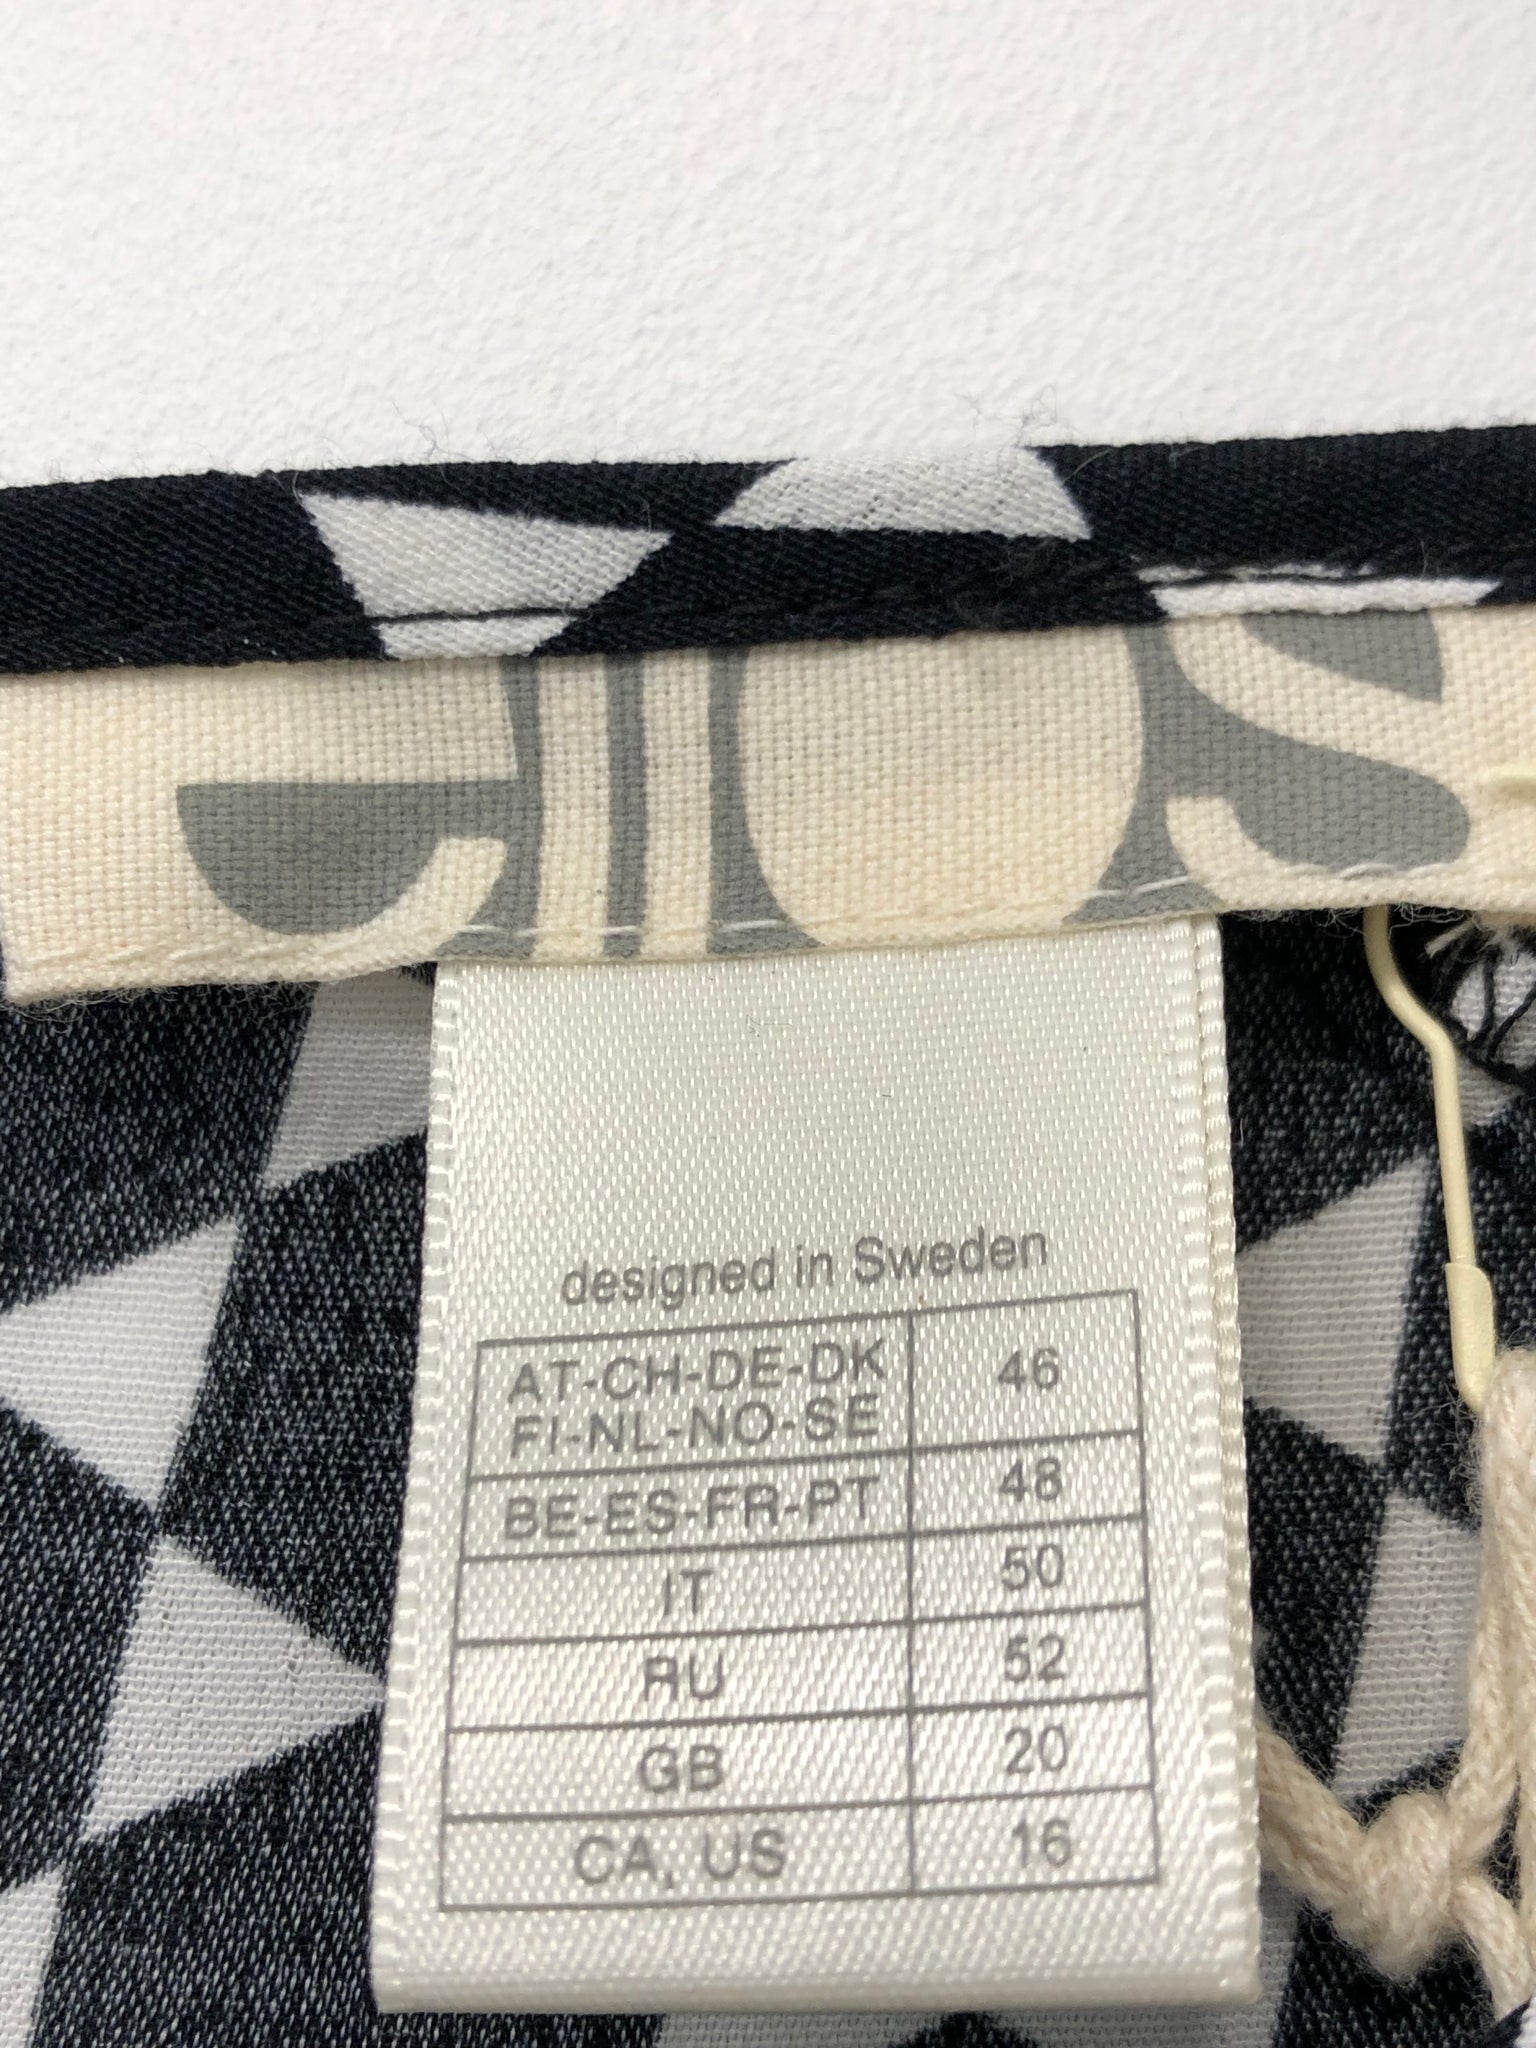 designed in Sweden
AT-CH-DE-DK
FI-NL-NO-SE 46
BE-ES-FR-PT 48
IT 50
RU 52
GB 20
CA, US 16